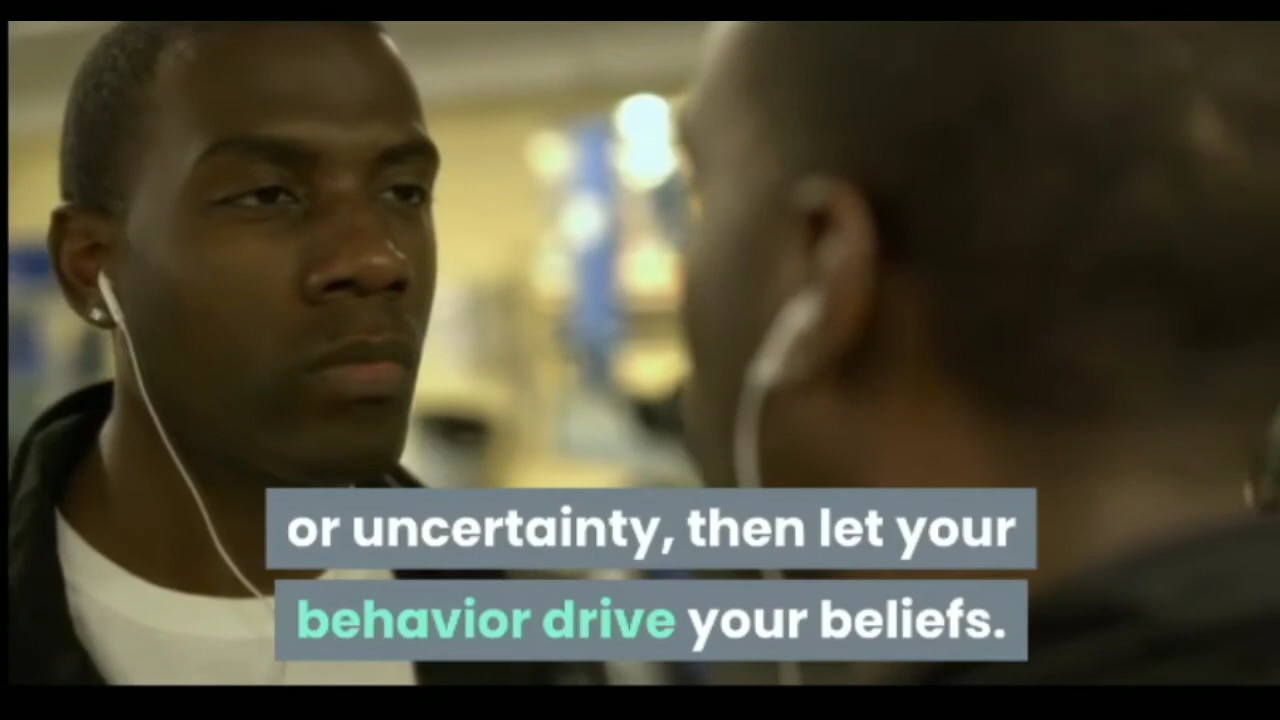 or uncertainty, then let your
behavior drive your beliefs.